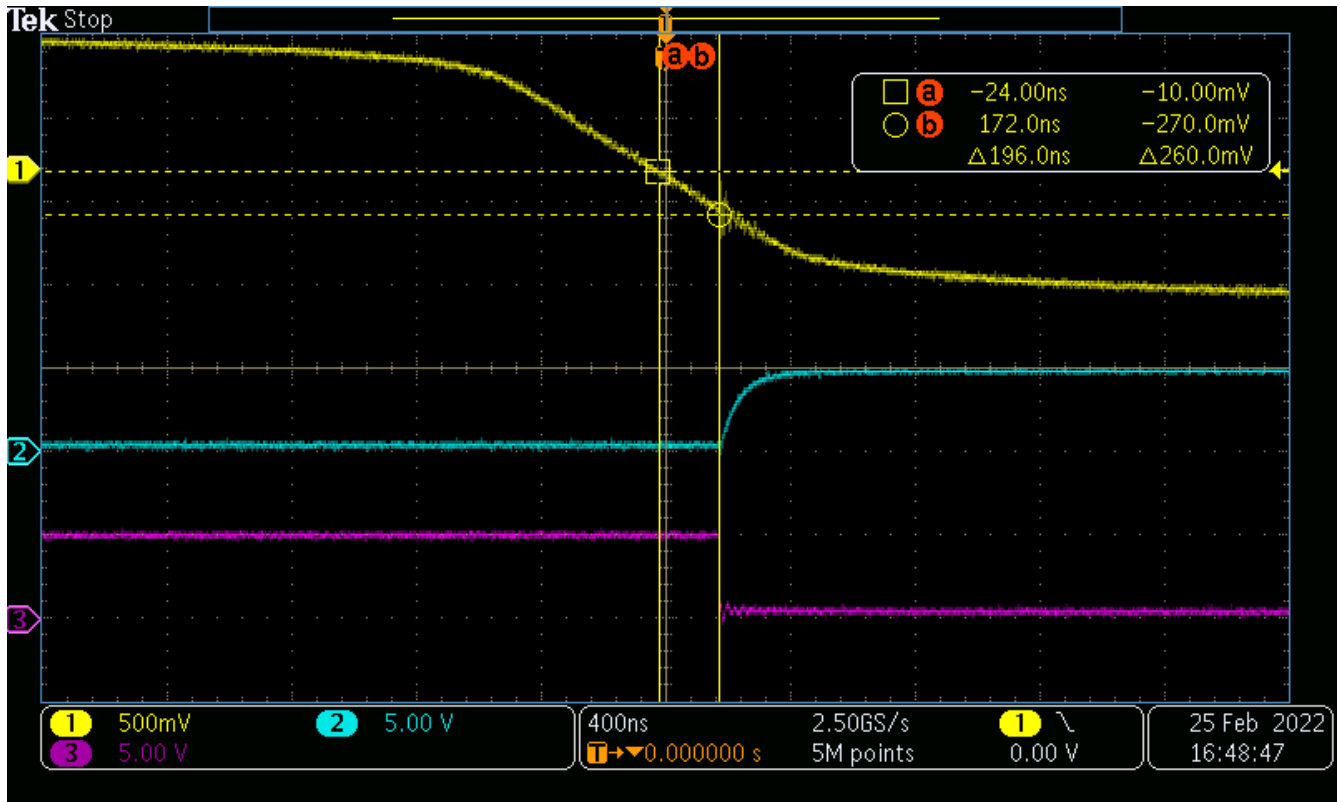 Tek Stop
T
a b
a −24.00ns −10.00mV
b 172.0ns −270.0mV
Δ196.0ns Δ260.0mV
1
2
3
1 500mV 2 5.00 V
3 5.00 V
400ns 2.50GS/s 1 \
T→▼0.000000 s 5M points 0.00 V
25 Feb 2022
16:48:47